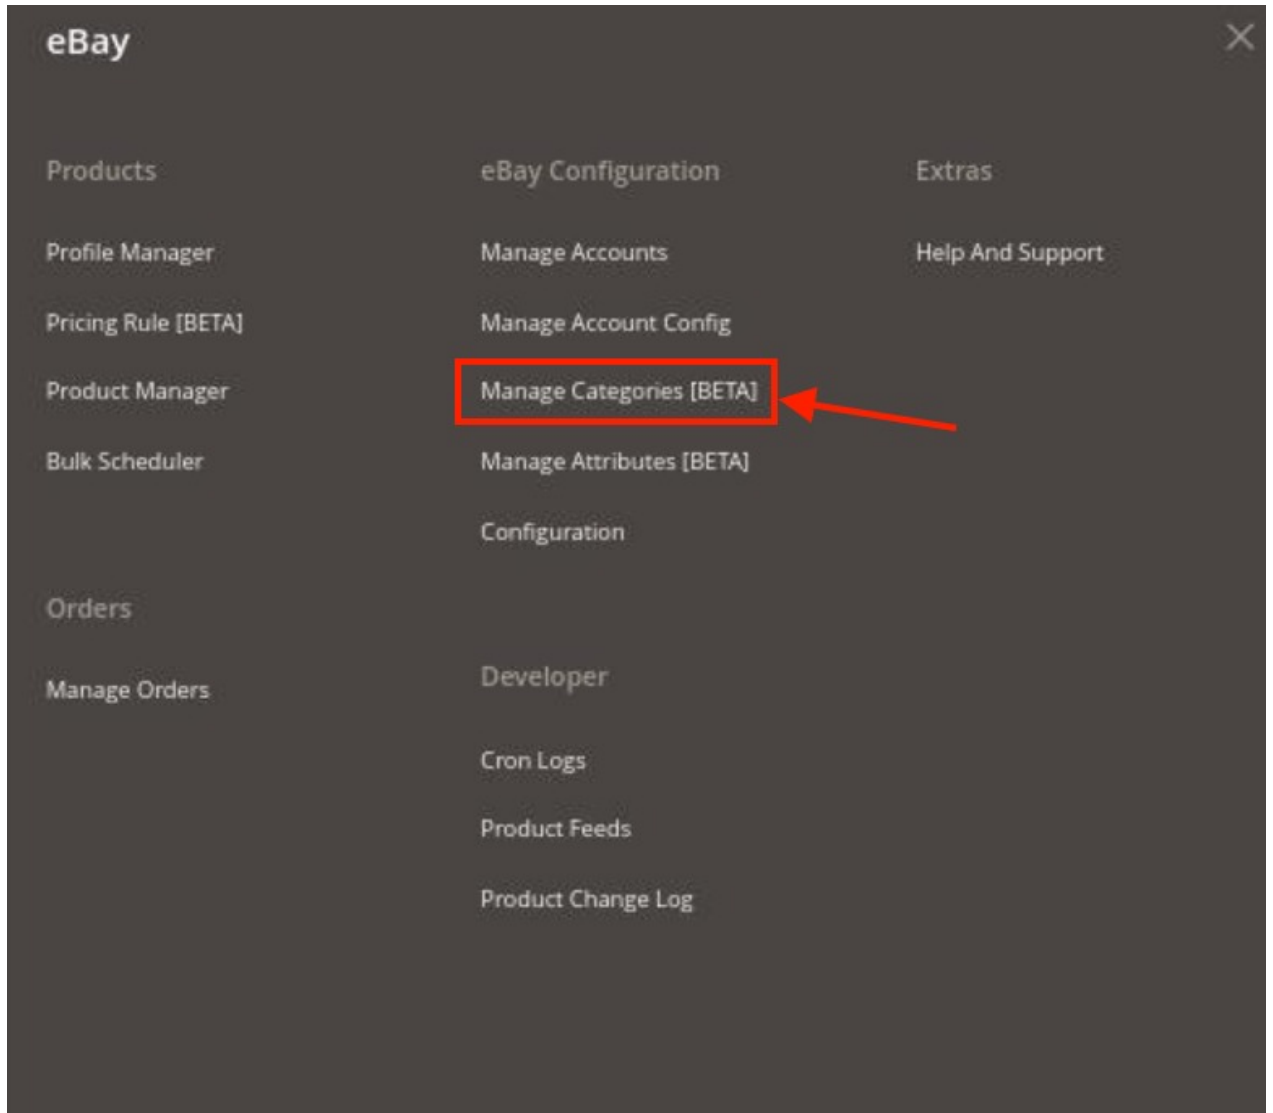 eBay
Products
Profile Manager
Pricing Rule [BETA]
Product Manager
Bulk Scheduler
Orders
Manage Orders
eBay Configuration
Manage Accounts
Manage Account Config
Manage Categories [BETA]
Manage Attributes [BETA]
Configuration
Developer
Cron Logs
Product Feeds
Product Change Log
Extras
Help And Support